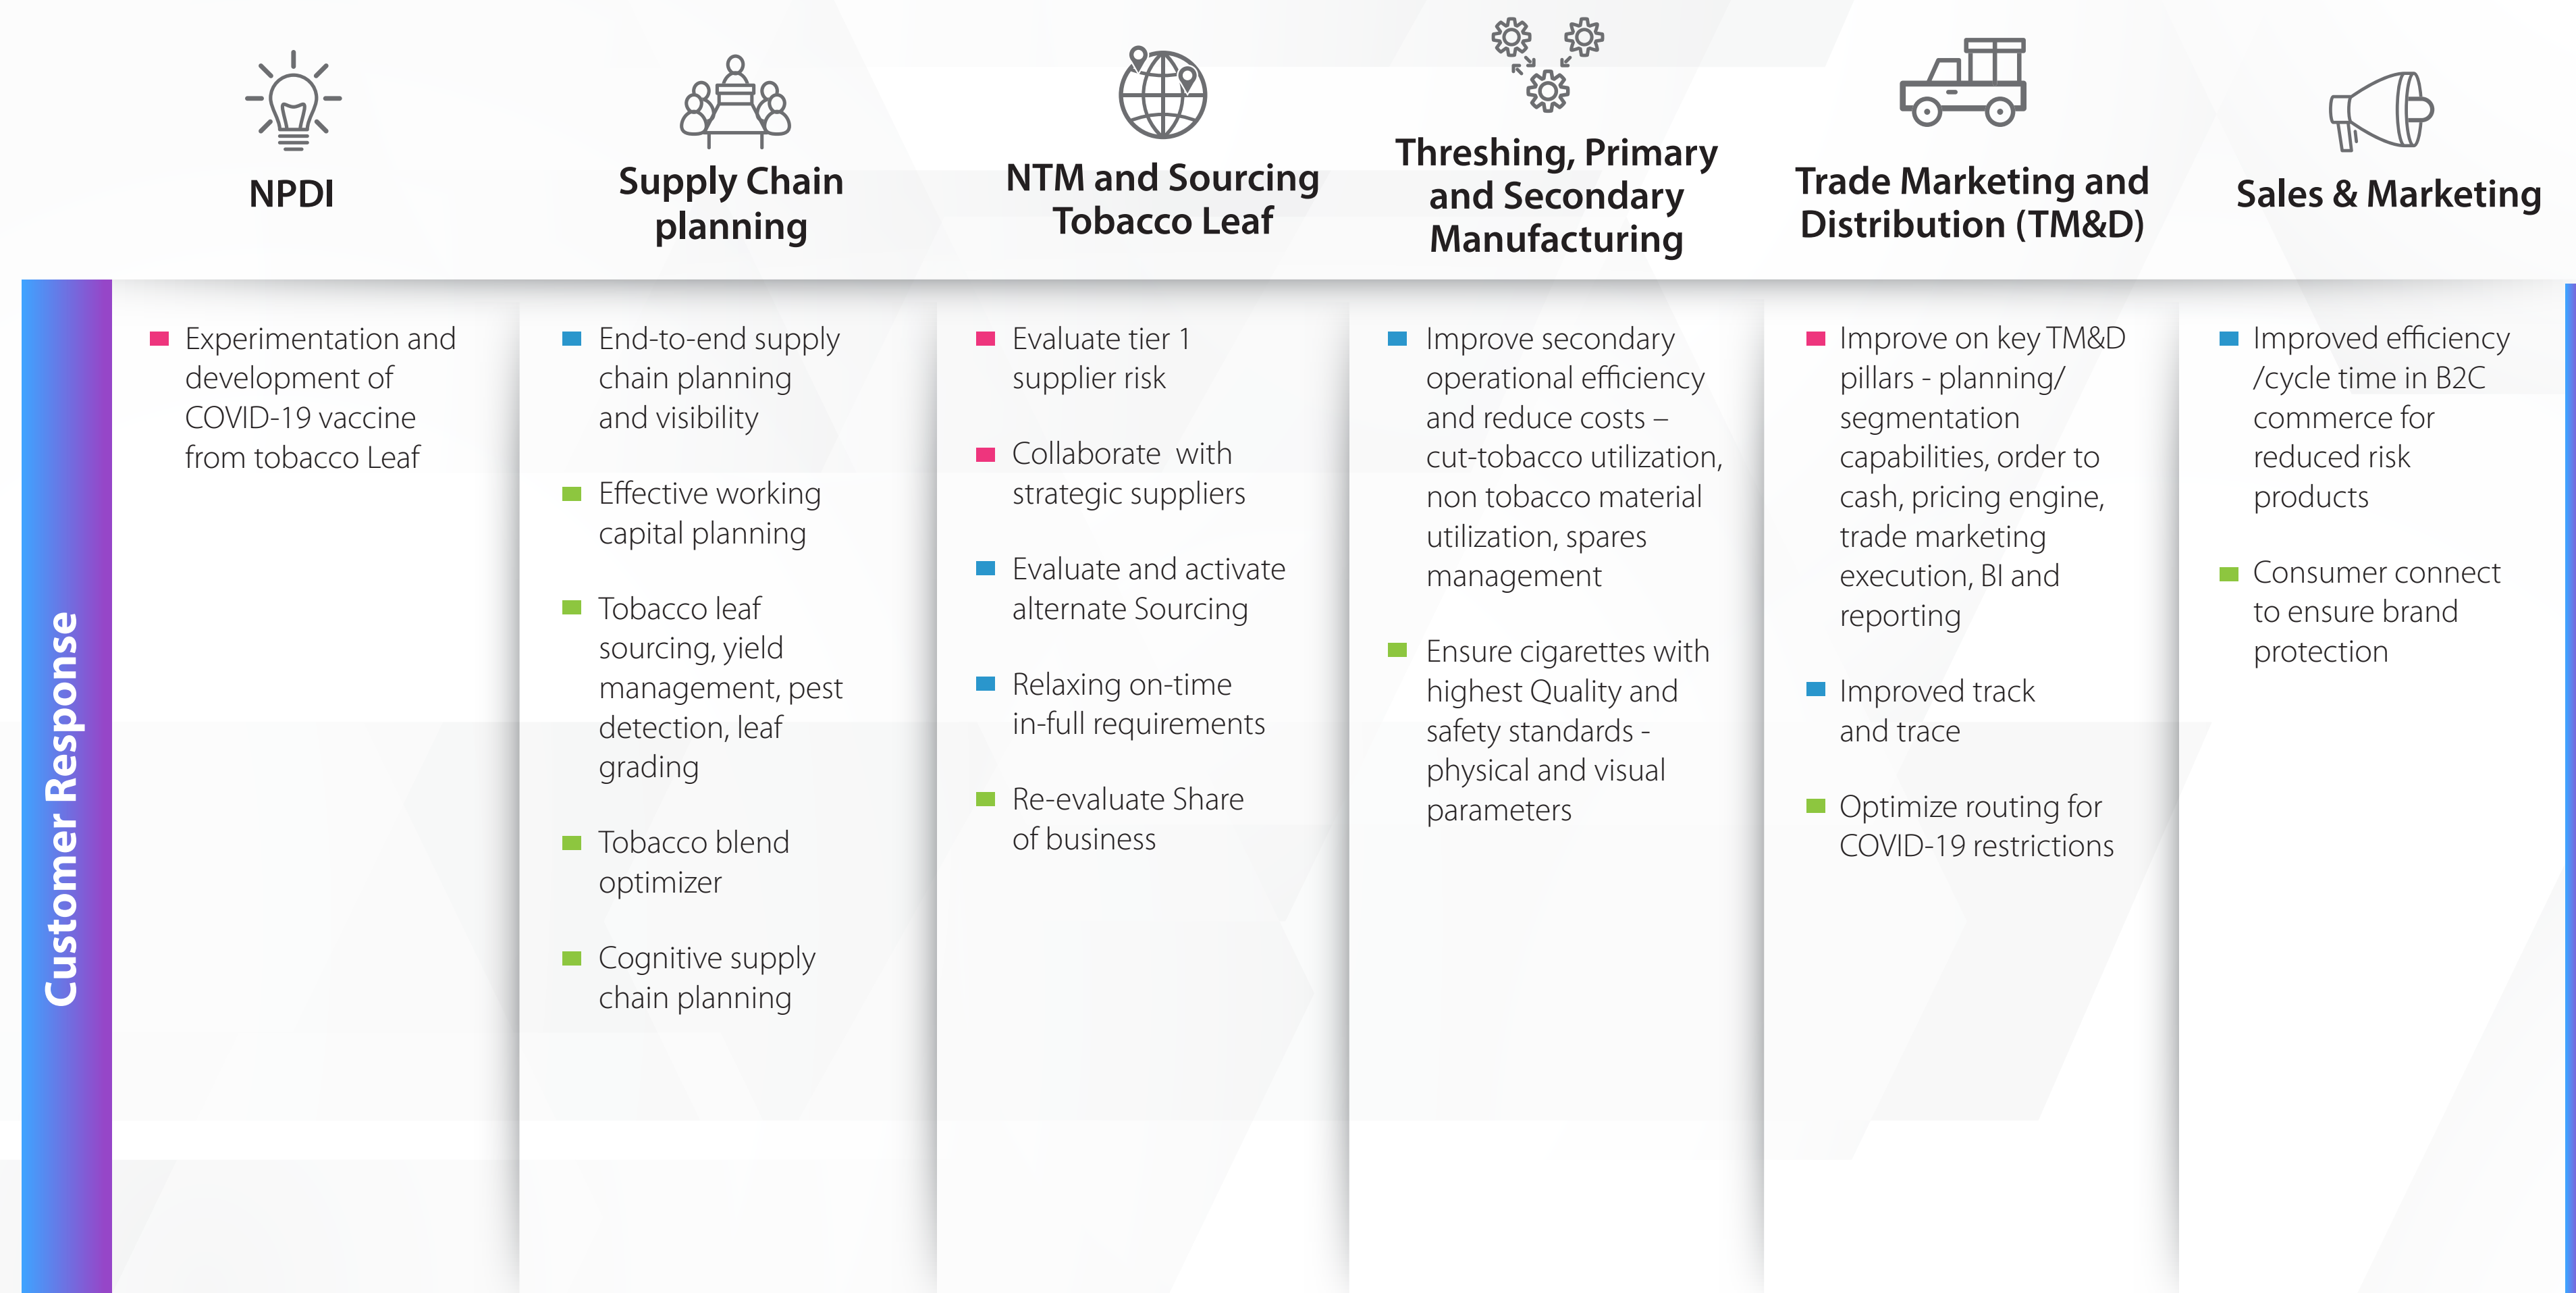 NPDI
Supply Chain
planning
NTM and Sourcing
Tobacco Leaf
Threshing, Primary
and Secondary
Manufacturing
Trade Marketing and
Distribution (TM&D)
Sales & Marketing
Customer Response
Experimentation and
development of
COVID-19 vaccine
from tobacco Leaf
End-to-end supply
chain planning
and visibility
Effective working
capital planning
Tobacco leaf
sourcing, yield
management, pest
detection, leaf
grading
Tobacco blend
optimizer
Cognitive supply
chain planning
Evaluate tier 1
supplier risk
Collaborate  with
strategic suppliers
Evaluate and activate
alternate Sourcing
Relaxing on-time
in-full requirements
Re-evaluate Share
of business
Improve secondary
operational efficiency
and reduce costs –
cut-tobacco utilization,
non tobacco material
utilization, spares
management
Ensure cigarettes with
highest Quality and
safety standards -
physical and visual
parameters
Improve on key TM&D
pillars - planning/
segmentation
capabilities, order to
cash, pricing engine,
trade marketing
execution, BI and
reporting
Improved track
and trace
Optimize routing for
COVID-19 restrictions
Improved efficiency
/cycle time in B2C
commerce for
reduced risk
products
Consumer connect
to ensure brand
protection